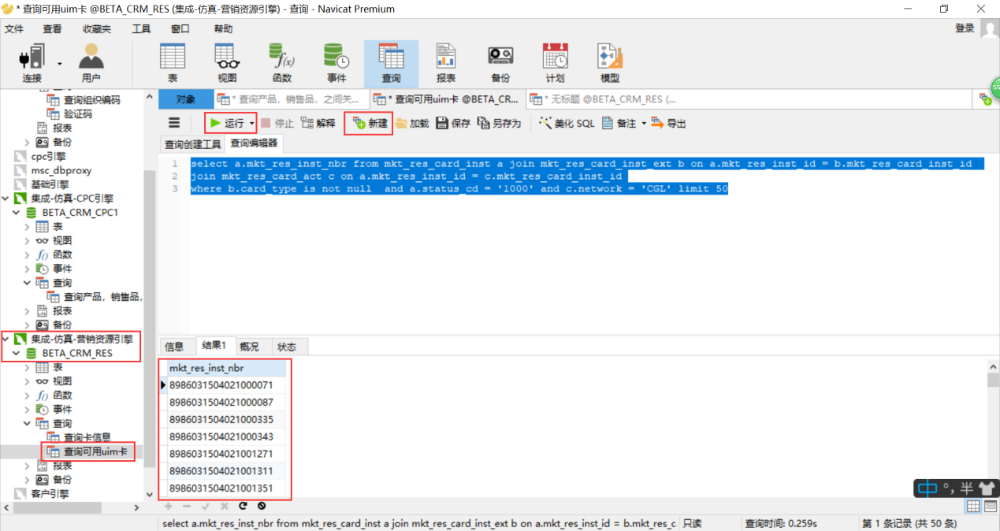 * 查询可用uim卡 @BETA_CRM_RES (集成-仿真-营销资源引擎) - 查询 - Navicat Premium
文件 查看 收藏夹 工具 窗口 帮助 登录
连接 用户 表 视图 函数 事件 查询 报表 备份 计划 模型
对象 * 查询产品，销售品，之间关... * 查询可用uim卡 @BETA_CR... * 无标题 @BETA_CRM_RES (...
运行 停止 解释 新建 加载 保存 另存为 美化 SQL 备注 导出
查询创建工具 查询编辑器
1 select a.mkt_res_inst_nbr from mkt_res_card_inst a join mkt_res_card_inst_ext b on a.mkt_res_inst_id = b.mkt_res_card_inst_id
2 join mkt_res_card_act c on a.mkt_res_inst_id = c.mkt_res_card_inst_id
3 where b.card_type is not null  and a.status_cd = '1000' and c.network = 'CGL' limit 50
查询组织编码
验证码
报表
备份
cpc引擎
msc_dbproxy
基础引擎
集成-仿真-CPC引擎
BETA_CRM_CPC1
表
视图
函数
事件
查询
查询产品，销售品,
报表
备份
集成-仿真-营销资源引擎
BETA_CRM_RES
表
视图
函数
事件
查询
查询卡信息
查询可用uim卡
报表
备份
客户引擎
信息 结果1 概况 状态
mkt_res_inst_nbr
8986031504021000071
8986031504021000087
8986031504021000335
8986031504021000343
8986031504021001271
8986031504021001311
8986031504021001351
中 °, 半
select a.mkt_res_inst_nbr from mkt_res_card_inst a join mkt_res_card_inst_ext b on a.mkt_res_inst_id = b.mkt_res_c 只读 查询时间: 0.259s 第 1 条记录 (共 50 条)